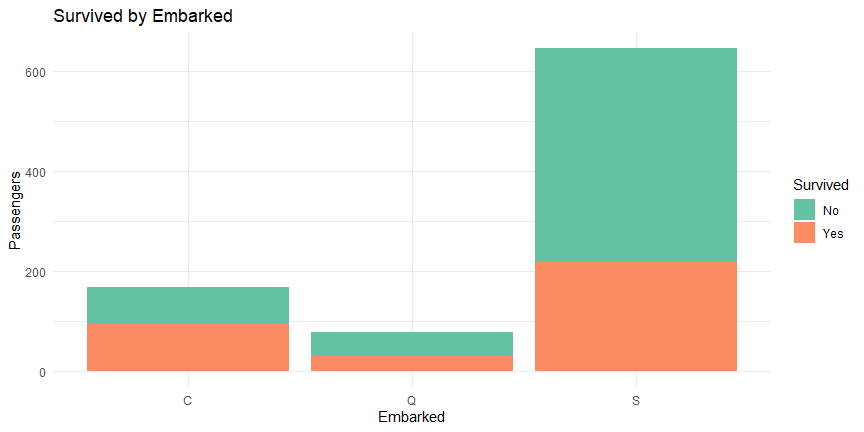 Survived by Embarked
Passengers
600
400
200
0
C
Q
S
Embarked
Survived
No
Yes